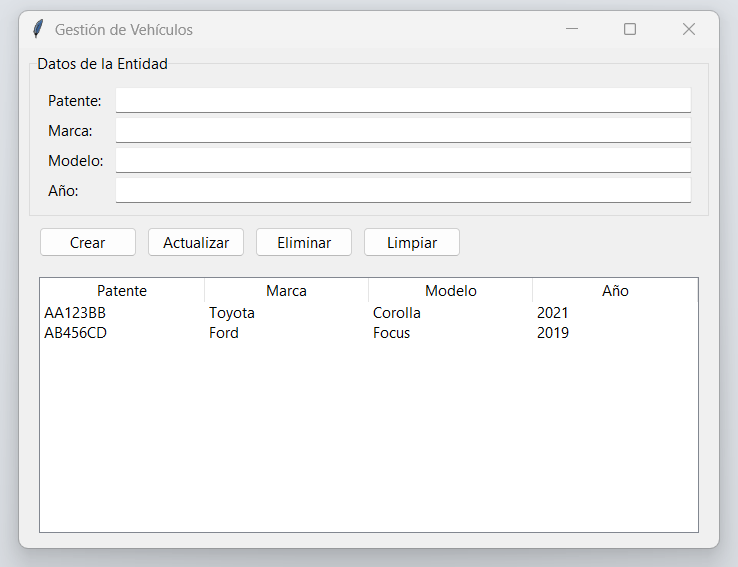 Gestión de Vehículos
Datos de la Entidad
Patente:
Marca:
Modelo:
Año:
Crear Actualizar Eliminar Limpiar
Patente Marca Modelo Año
AA123BB Toyota Corolla 2021
AB456CD Ford Focus 2019